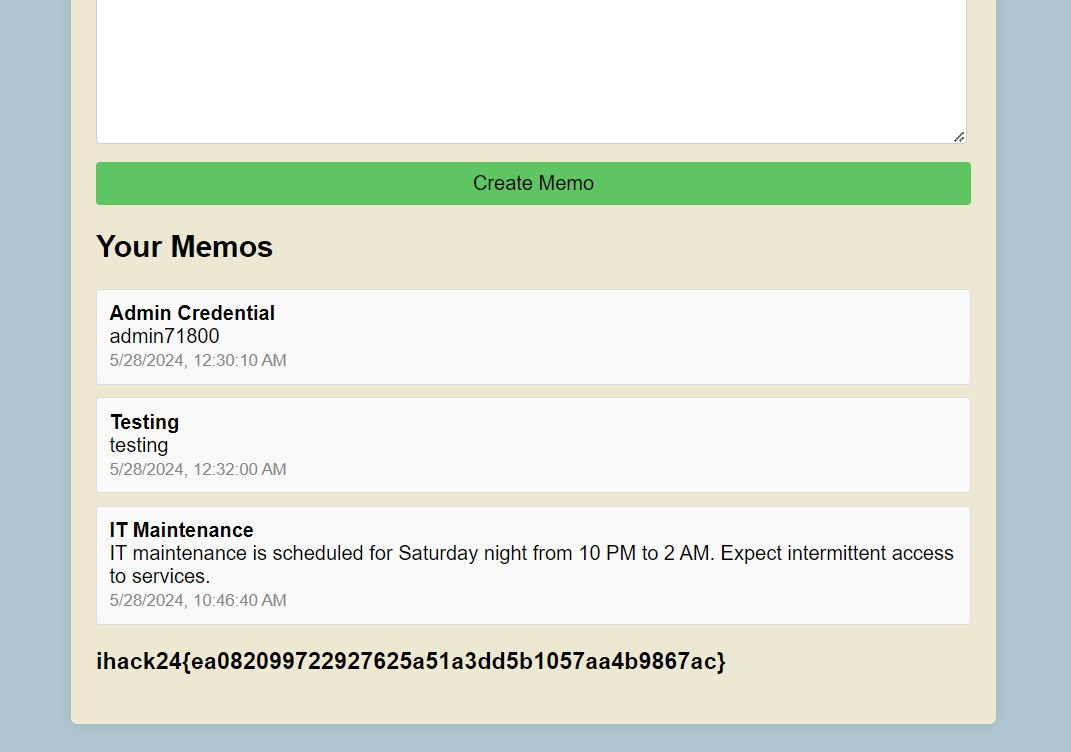 Create Memo
Your Memos
Admin Credential
admin71800
5/28/2024, 12:30:10 AM
Testing
testing
5/28/2024, 12:32:00 AM
IT Maintenance
IT maintenance is scheduled for Saturday night from 10 PM to 2 AM. Expect intermittent access
to services.
5/28/2024, 10:46:40 AM
ihack24{ea082099722927625a51a3dd5b1057aa4b9867ac}